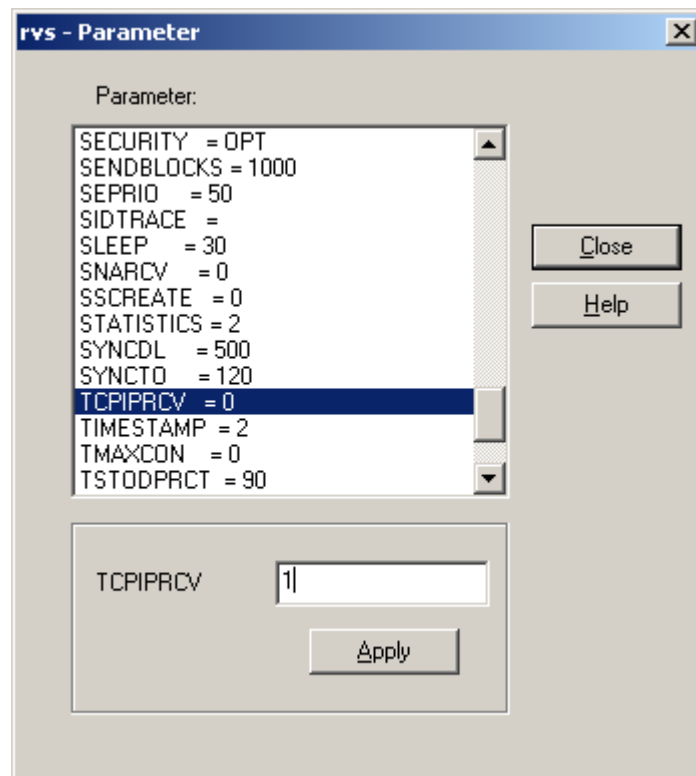 rvs - Parameter
Parameter:
SECURITY = OPT
SENDBLOCKS = 1000
SEPRIO = 50
SIDTRACE =
SLEEP = 30
SNARCV = 0
SSCREATE = 0
STATISTICS = 2
SYNCDL = 500
SYNCTO = 120
TCPIPRCV = 0
TIMESTAMP = 2
TMAXCON = 0
TSTODPRCT = 90
Close
Help
TCPIPRCV
1
Apply